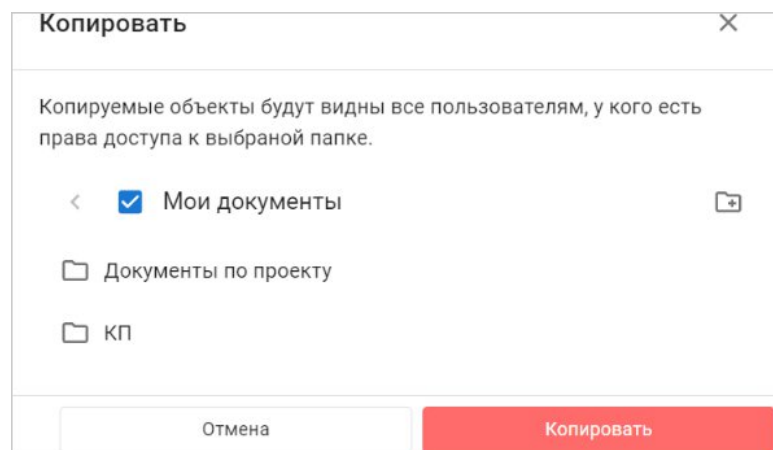 Копировать
Копируемые объекты будут видны все пользователям, у кого есть
права доступа к выбраной папке.
Мои документы
Документы по проекту
КП
Отмена
Копировать